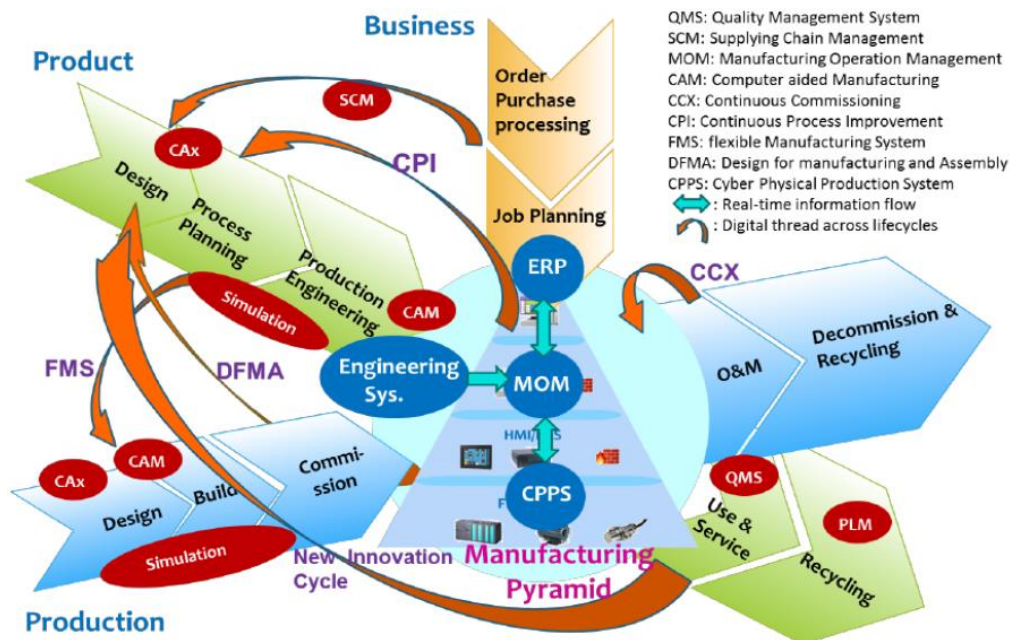 Business
Product
Order
Purchase
processing
Job Planning
QMS: Quality Management System
SCM: Supplying Chain Management
MOM: Manufacturing Operation Management
CAM: Computer aided Manufacturing
CCX: Continuous Commissioning
CPI: Continuous Process Improvement
FMS: flexible Manufacturing System
DFMA: Design for manufacturing and Assembly
CPPS: Cyber Physical Production System
: Real-time information flow
: Digital thread across lifecycles
SCM
CAx
CPI
Design
Process
Planning
Production
Engineering
Simulation
CAM
ERP
CCX
O&M
Decommission &
Recycling
FMS
DFMA
Engineering
Sys.
MOM
HMI/
CPPS
CAx
CAM
Design
Build
Commi-
ssion
Simulation
New Innovation
Cycle
Manufacturing
Pyramid
QMS
Use &
Service
PLM
Recycling
Production